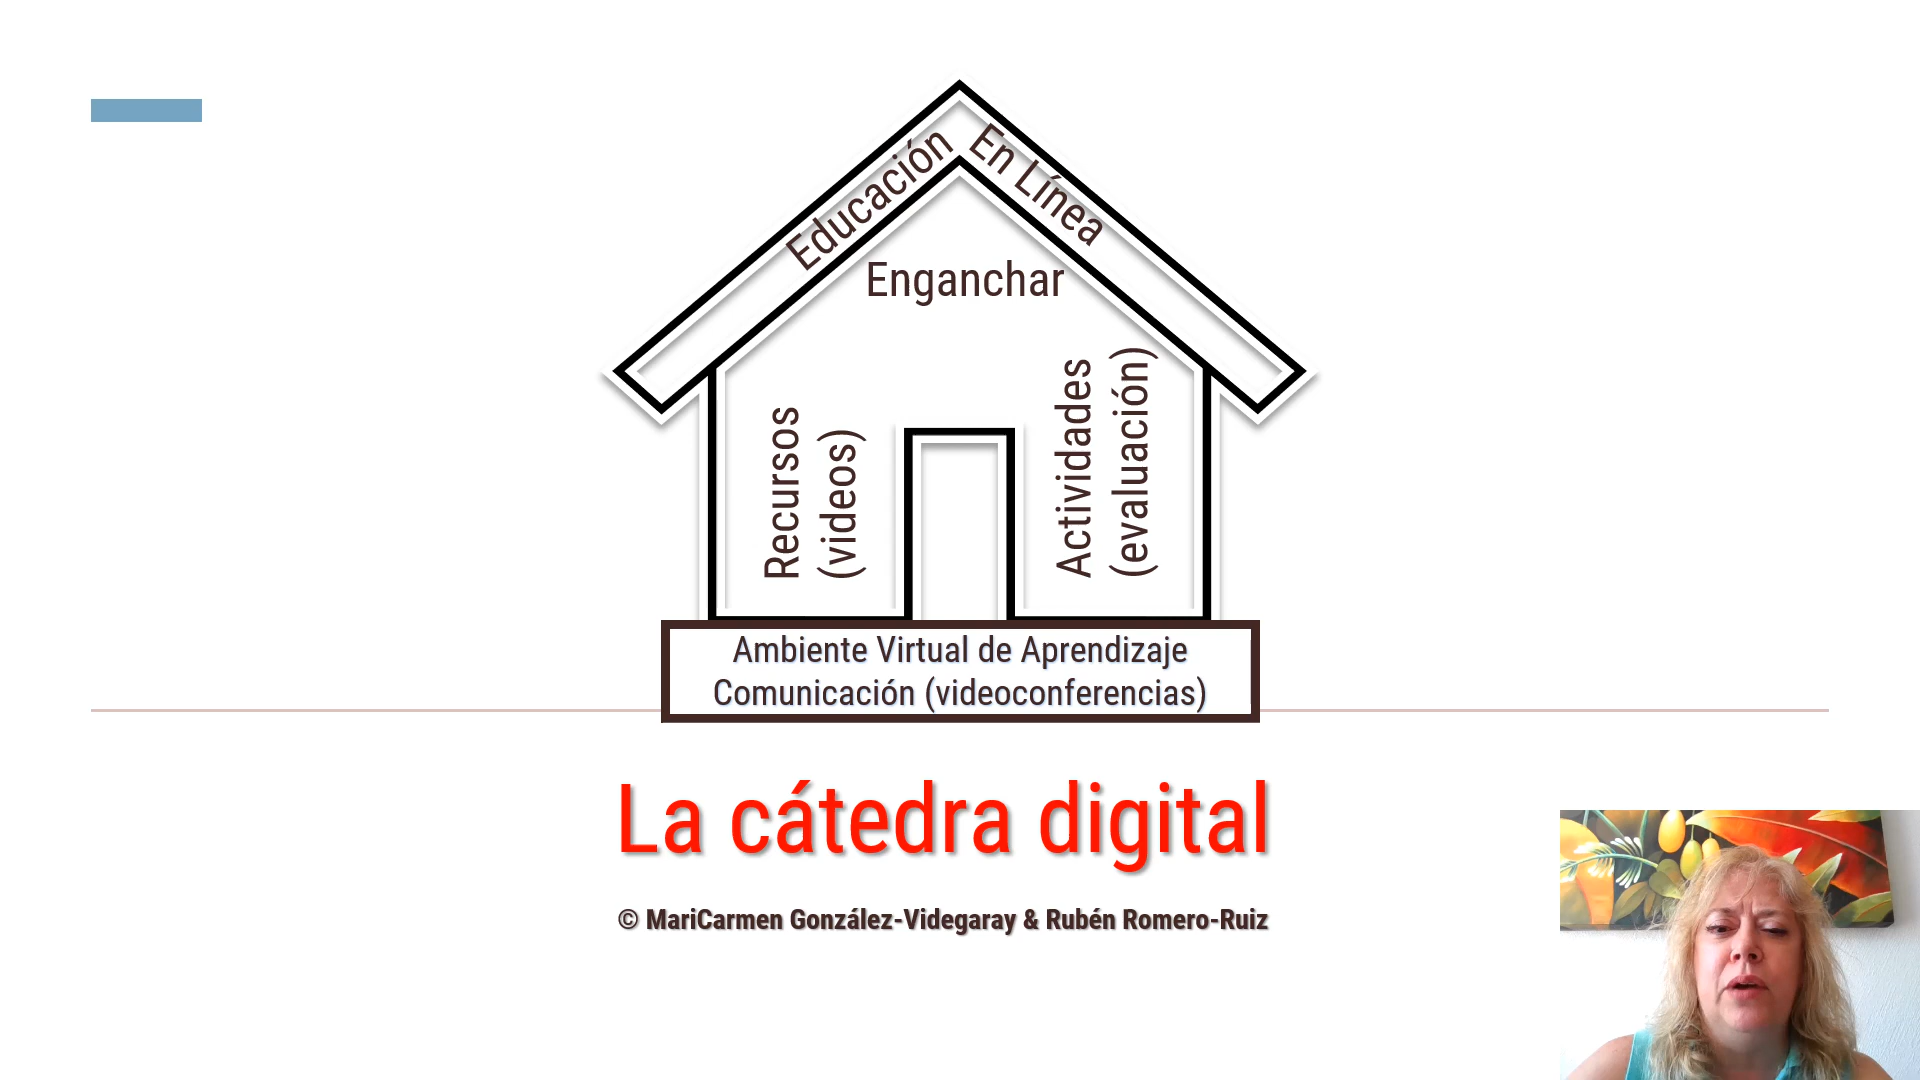 Educación En Línea
Enganchar
Recursos
(videos)
Actividades
(evaluación)
Ambiente Virtual de Aprendizaje
Comunicación (videoconferencias)
La cátedra digital
© MariCarmen González-Videgaray & Rubén Romero-Ruiz